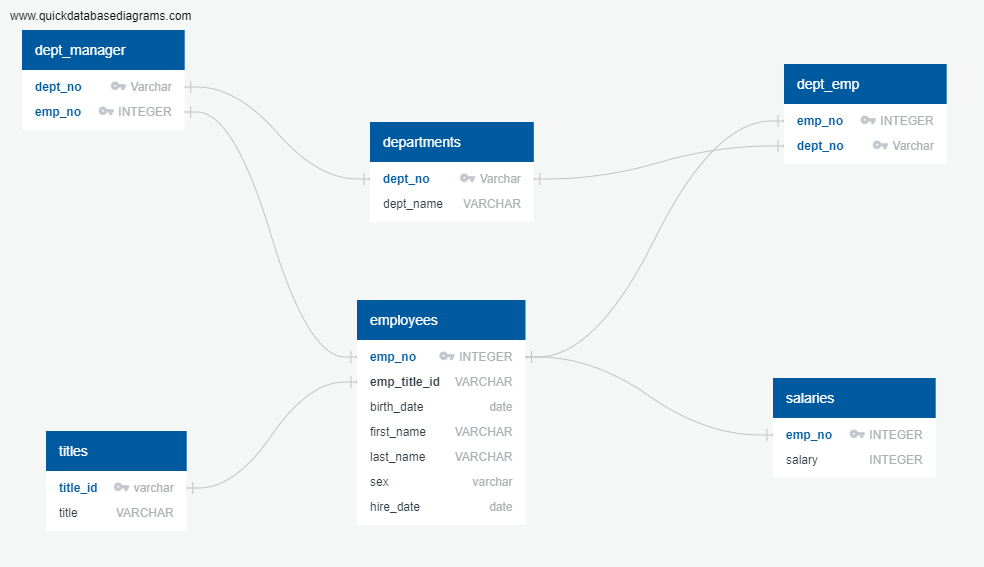 www.quickdatabasediagrams.com
dept_manager
dept_no Varchar
emp_no INTEGER
dept_emp
emp_no INTEGER
dept_no Varchar
departments
dept_no Varchar
dept_name VARCHAR
employees
emp_no INTEGER
emp_title_id VARCHAR
birth_date date
first_name VARCHAR
last_name VARCHAR
sex varchar
hire_date date
salaries
emp_no INTEGER
salary INTEGER
titles
title_id varchar
title VARCHAR